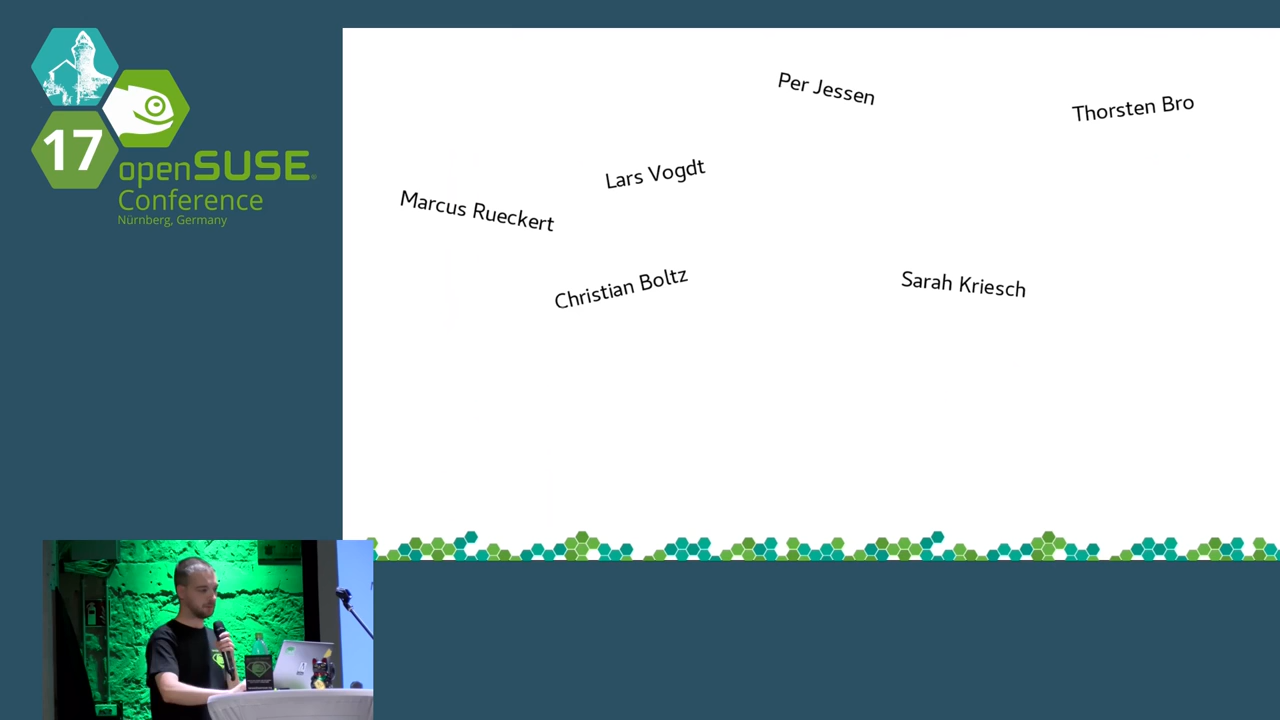 17
openSUSE
Conference
Nürnberg, Germany
Per Jessen
Thorsten Bro
Lars Vogdt
Marcus Rueckert
Christian Boltz
Sarah Kriesch